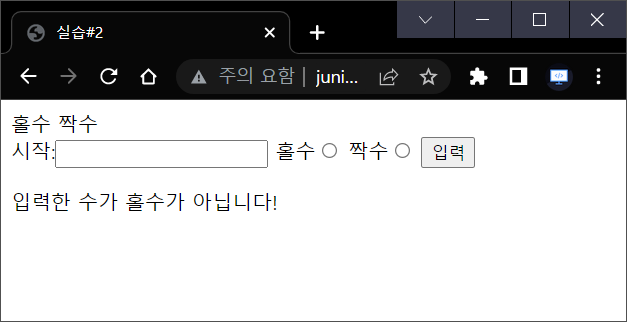 실습#2
주의 요함 | juni...
홀수 짝수
시작: 홀수 짝수 입력
입력한 수가 홀수가 아닙니다!